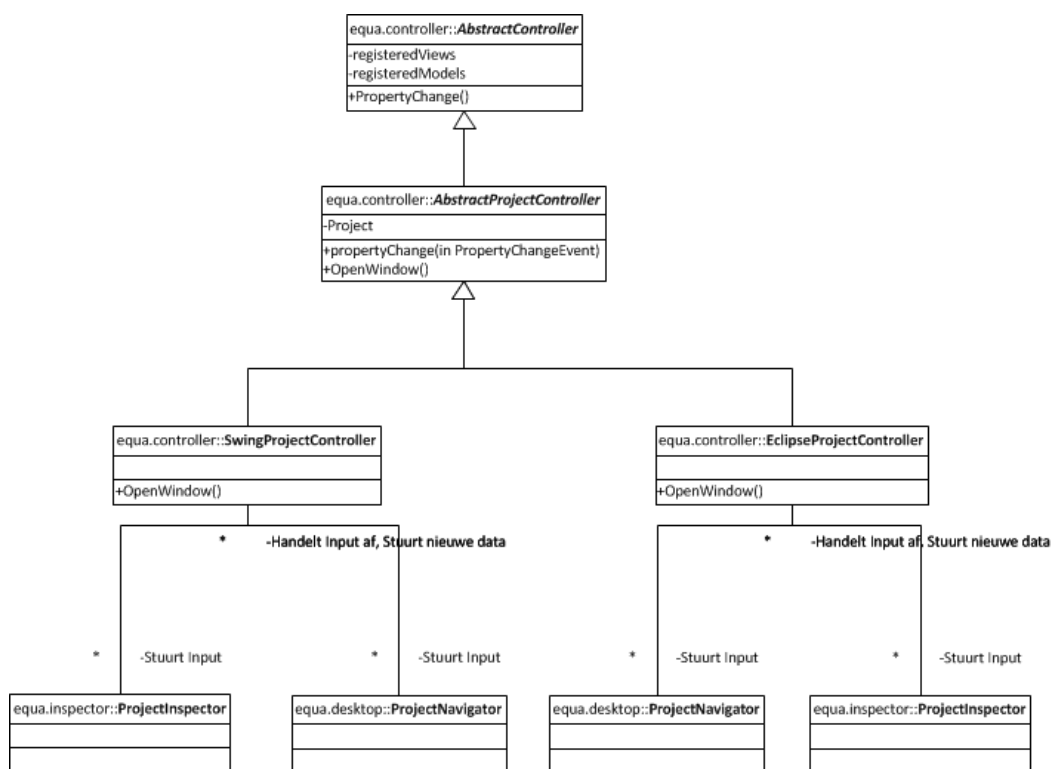 equa.controller::AbstractController
-registeredViews
-registeredModels
+PropertyChange()
equa.controller::AbstractProjectController
-Project
+propertyChange(in PropertyChangeEvent)
+OpenWindow()
equa.controller::SwingProjectController
+OpenWindow()
equa.controller::EclipseProjectController
+OpenWindow()
* -Handelt Input af, Stuurt nieuwe data
* -Handelt Input af, Stuurt nieuwe data
* -Stuurt Input
* -Stuurt Input
* -Stuurt Input
* -Stuurt Input
equa.inspector::ProjectInspector
equa.desktop::ProjectNavigator
equa.desktop::ProjectNavigator
equa.inspector::ProjectInspector